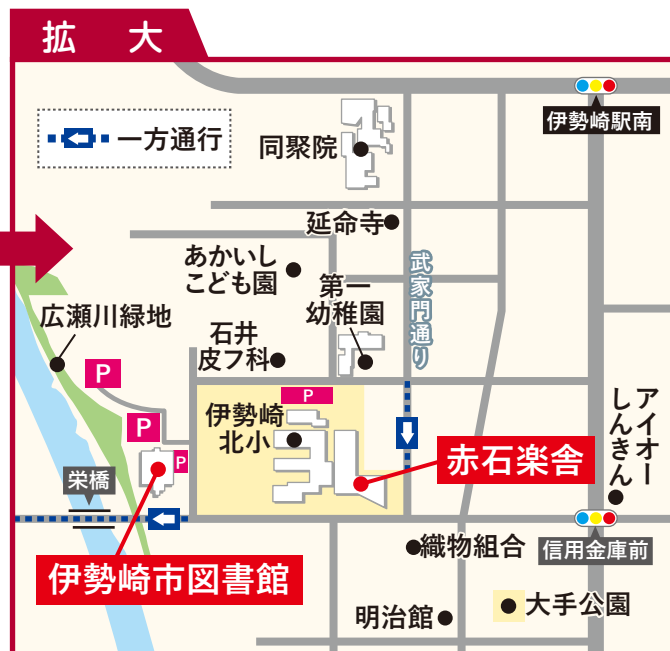 拡 大
一方通行
同聚院
伊勢崎駅南
延命寺
あかいし
こども園
武家門通り
第一
幼稚園
広瀬川緑地
石井
皮フ科
P
P
P
P
伊勢崎
北小
アイオー
しんきん
赤石楽舎
栄橋
信用金庫前
織物組合
伊勢崎市図書館
大手公園
明治館